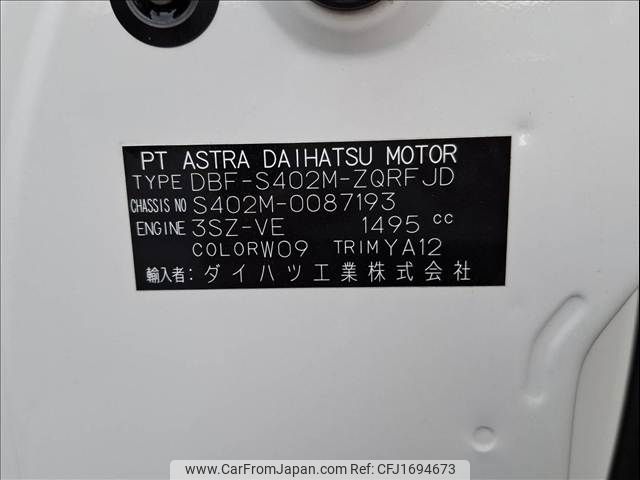 PT ASTRA DAIHATSU MOTOR
TYPE DBF-S402M-ZQRFJD
CHASSIS NO S402M-0087193
ENGINE 3SZ-VE 1495 cc
COLOR W09 TRIM YA12
輸入者: ダイハツ工業株式会社
www.CarFromJapan.com | CFJ1694673